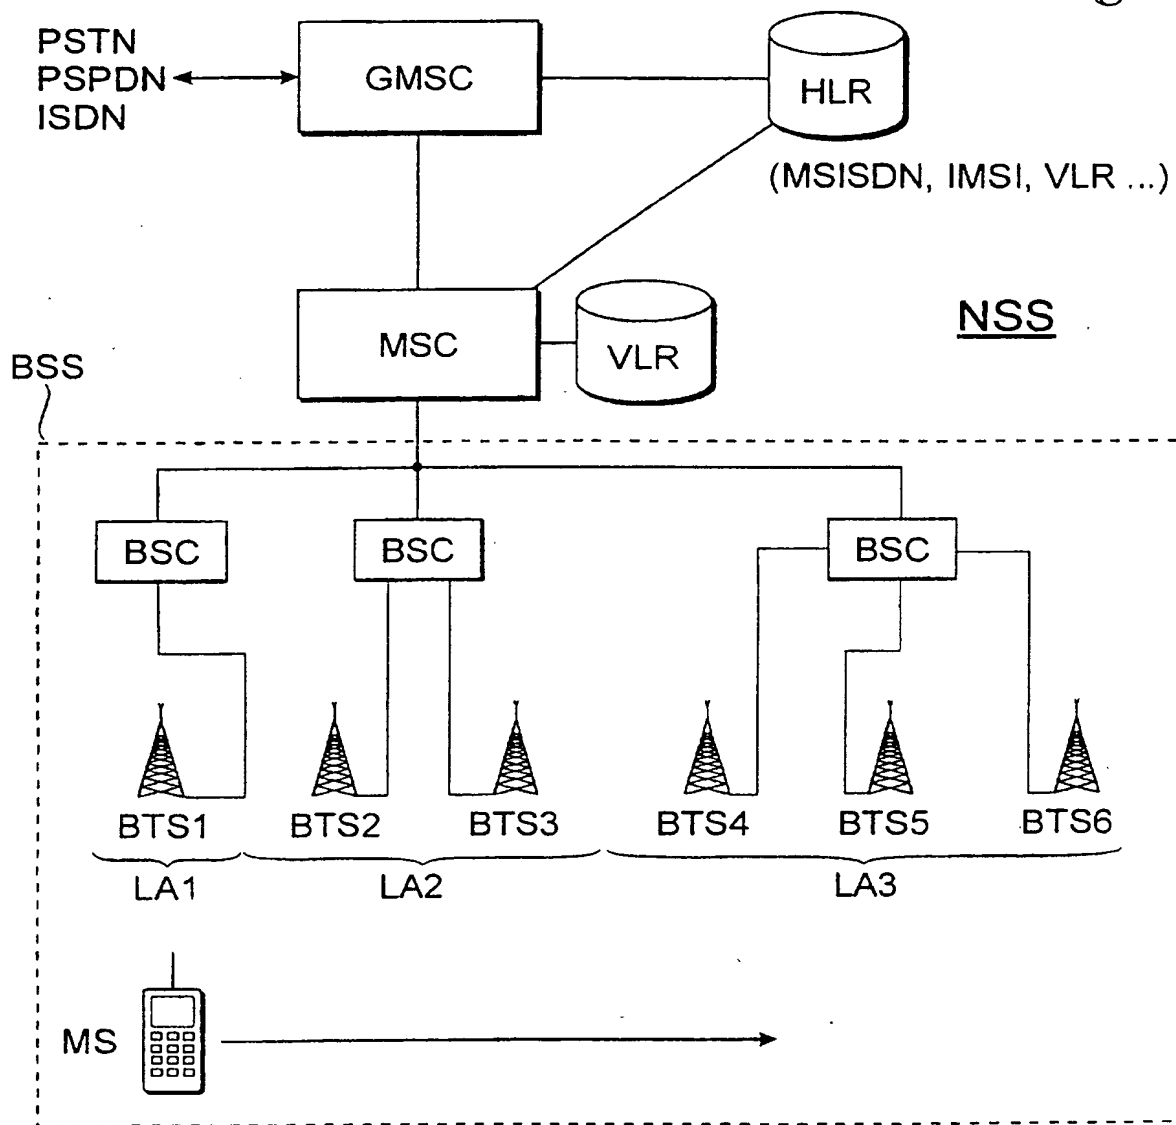 PSTN
PSPDN
ISDN
GMSC
HLR
(MSISDN, IMSI, VLR ...)
MSC
VLR
NSS
BSS
BSC
BSC
BSC
BTS1
BTS2
BTS3
BTS4
BTS5
BTS6
LA1
LA2
LA3
MS